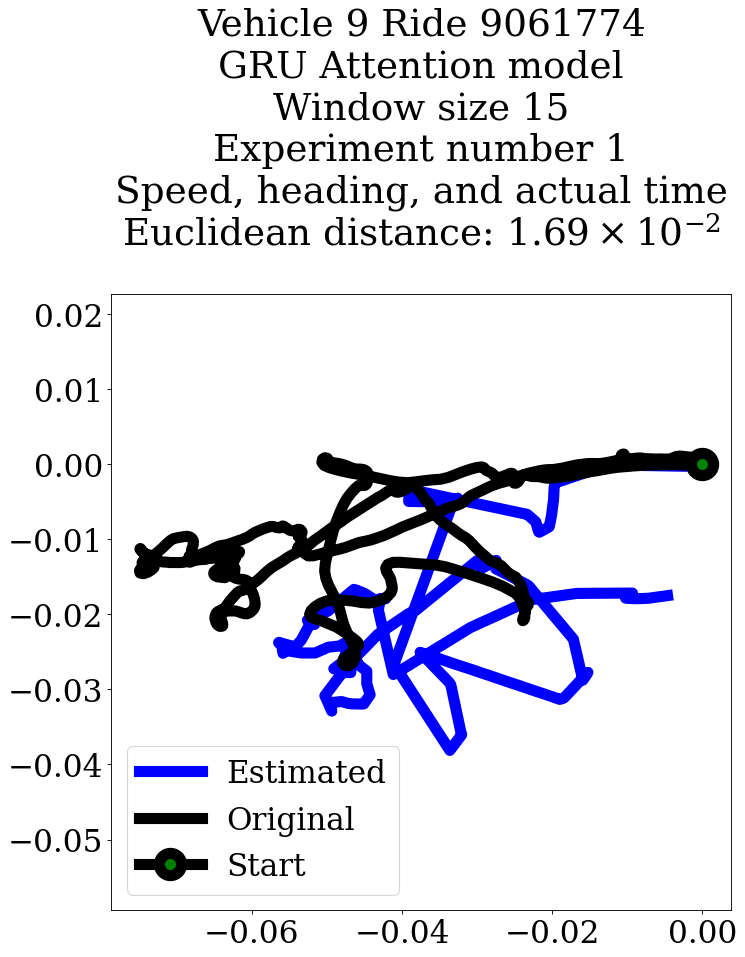 Vehicle 9 Ride 9061774
GRU Attention model
Window size 15
Experiment number 1
Speed, heading, and actual time
Euclidean distance: 1.69 × 10⁻²
0.02
0.01
0.00
−0.01
−0.02
−0.03
−0.04
−0.05
Estimated
Original
Start
−0.06 −0.04 −0.02 0.00